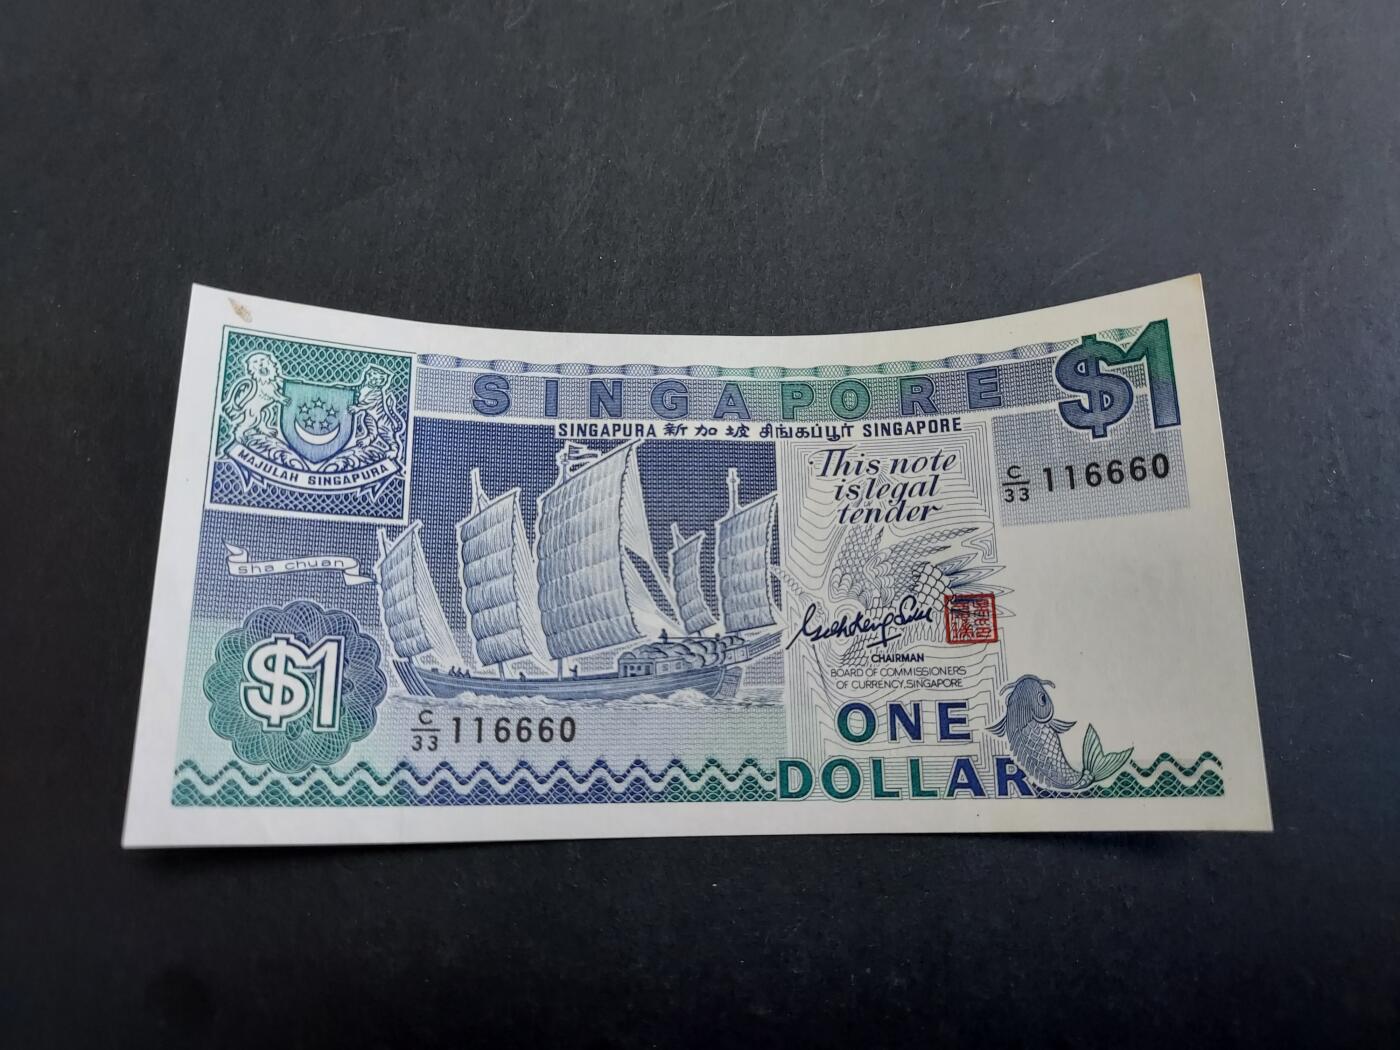 SINGAPORE
$1
SINGAPURA 新加坡 சிங்கப்பூர் SINGAPORE
MAJULAH SINGAPURA
This note
is legal
tender
C/33 116660
sha chuan
$1
CHAIRMAN
BOARD OF COMMISSIONERS
OF CURRENCY, SINGAPORE
C/33 116660
ONE
DOLLAR